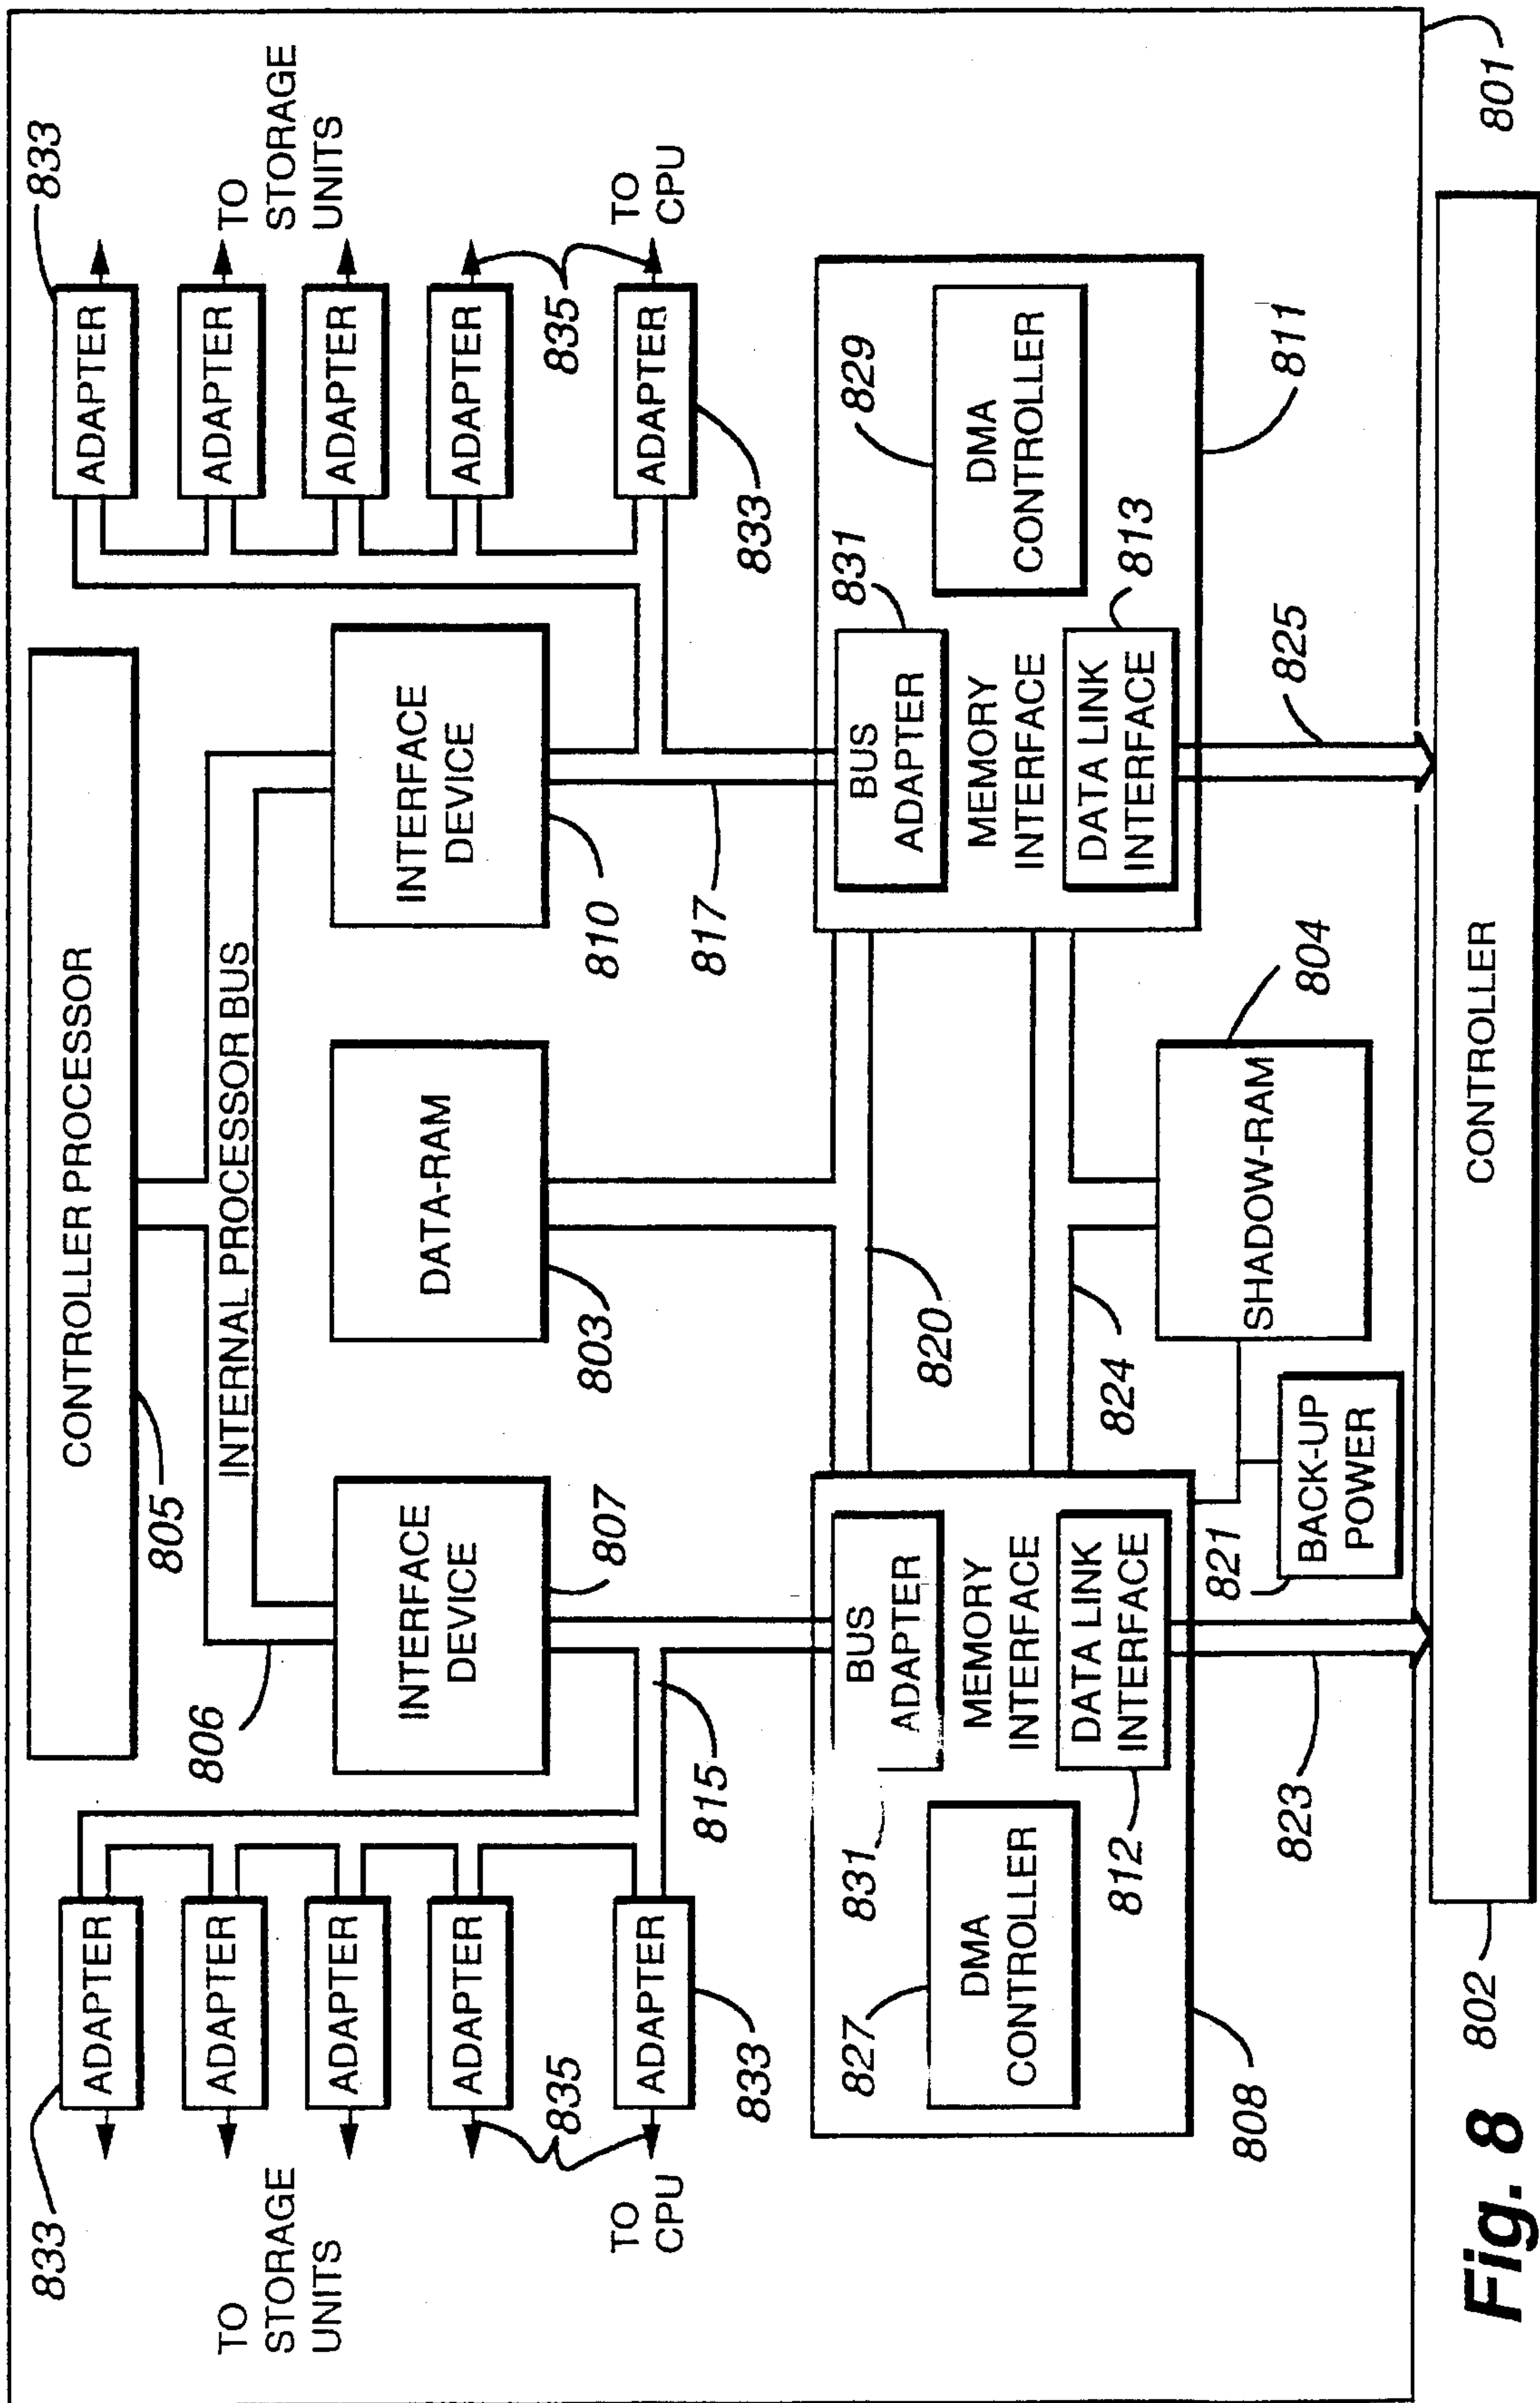 833
TO
STORAGE
UNITS
ADAPTER
ADAPTER
ADAPTER
ADAPTER
835
TO
CPU
ADAPTER
833
CONTROLLER PROCESSOR
805
806
INTERNAL PROCESSOR BUS
INTERFACE
DEVICE
807
DATA-RAM
803
INTERFACE
DEVICE
810
815
817
833
ADAPTER
ADAPTER
ADAPTER
ADAPTER
TO
STORAGE
UNITS
835
ADAPTER
TO
CPU
833
827
DMA
CONTROLLER
831
BUS
ADAPTER
MEMORY
INTERFACE
DATA LINK
INTERFACE
812
808
820
824
831
BUS
ADAPTER
MEMORY
INTERFACE
DATA LINK
INTERFACE
813
829
DMA
CONTROLLER
811
823
821
BACK-UP
POWER
SHADOW-RAM
804
825
801
802
CONTROLLER
Fig. 8